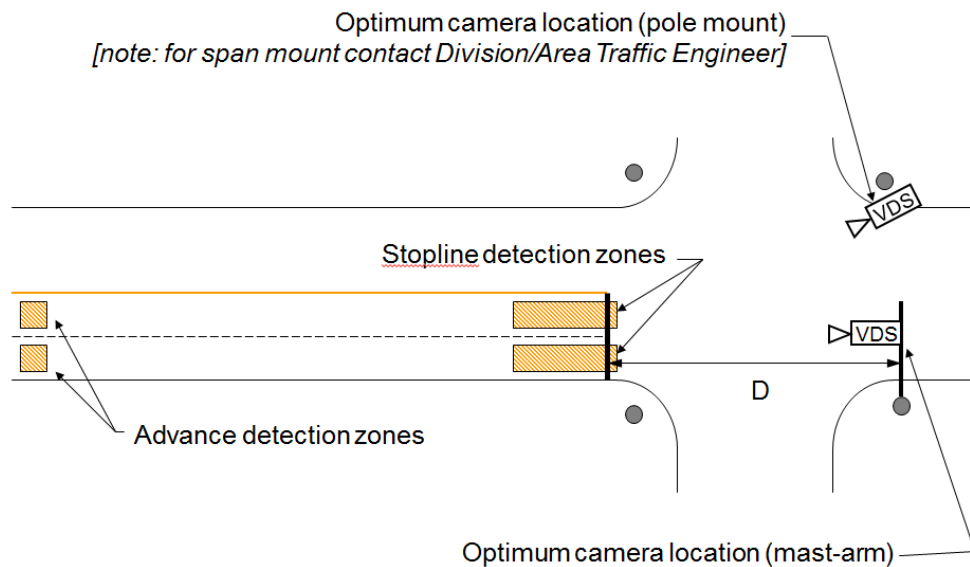 Optimum camera location (pole mount)
[note: for span mount contact Division/Area Traffic Engineer]
VDS
Stopline detection zones
VDS
D
Advance detection zones
Optimum camera location (mast-arm)